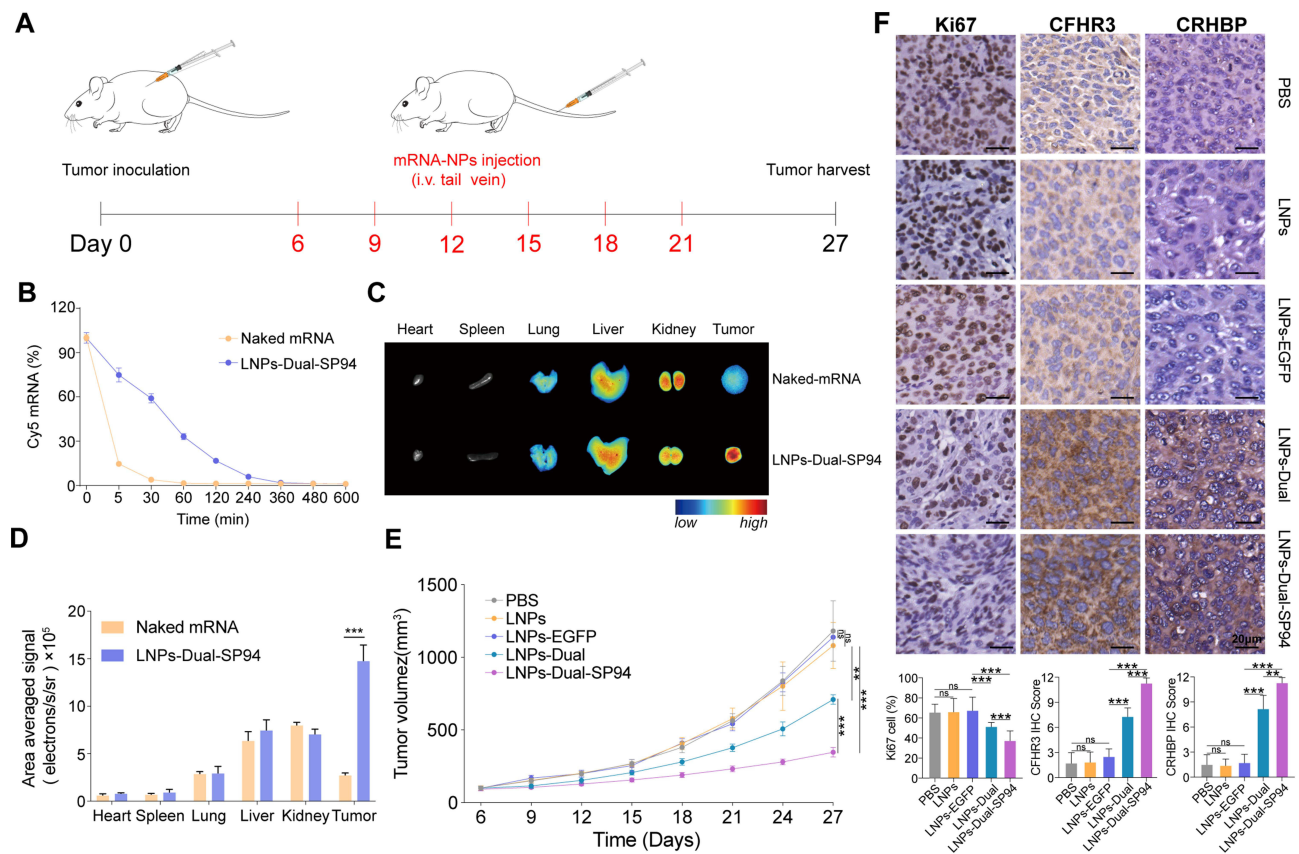 A
Tumor inoculation
mRNA-NPs injection
(i.v. tail vein)
Tumor harvest
Day 0 6 9 12 15 18 21 27
B
120
90
60
30
0
Cy5 mRNA (%)
Naked mRNA
LNPs-Dual-SP94
0 5 30 60 120 240 360 480 600
Time (min)
C
Heart Spleen Lung Liver Kidney Tumor
Naked-mRNA
LNPs-Dual-SP94
low high
D
Area averaged signal
( electrons/s/sr ) ×10⁵
20
15
10
5
0
Naked mRNA
LNPs-Dual-SP94
***
Heart Spleen Lung Liver Kidney Tumor
E
Tumor volumez(mm³)
1500
1000
500
0
PBS
LNPs
LNPs-EGFP
LNPs-Dual
LNPs-Dual-SP94
ns
ns
**
***
***
6 9 12 15 18 21 24 27
Time (Days)
F
Ki67 CFHR3 CRHBP
PBS
LNPs
LNPs-EGFP
LNPs-Dual
LNPs-Dual-SP94
20μm
Ki67 cell (%)
100
80
60
40
20
0
ns
ns
***
***
***
PBS
LNPs
LNPs-EGFP
LNPs-Dual
LNPs-Dual-SP94
CFHR3 IHC Score
12
9
6
3
0
ns
ns
***
***
***
PBS
LNPs
LNPs-EGFP
LNPs-Dual
LNPs-Dual-SP94
CRHBP IHC Score
12
9
6
3
0
ns
ns
***
***
**
PBS
LNPs
LNPs-EGFP
LNPs-Dual
LNPs-Dual-SP94